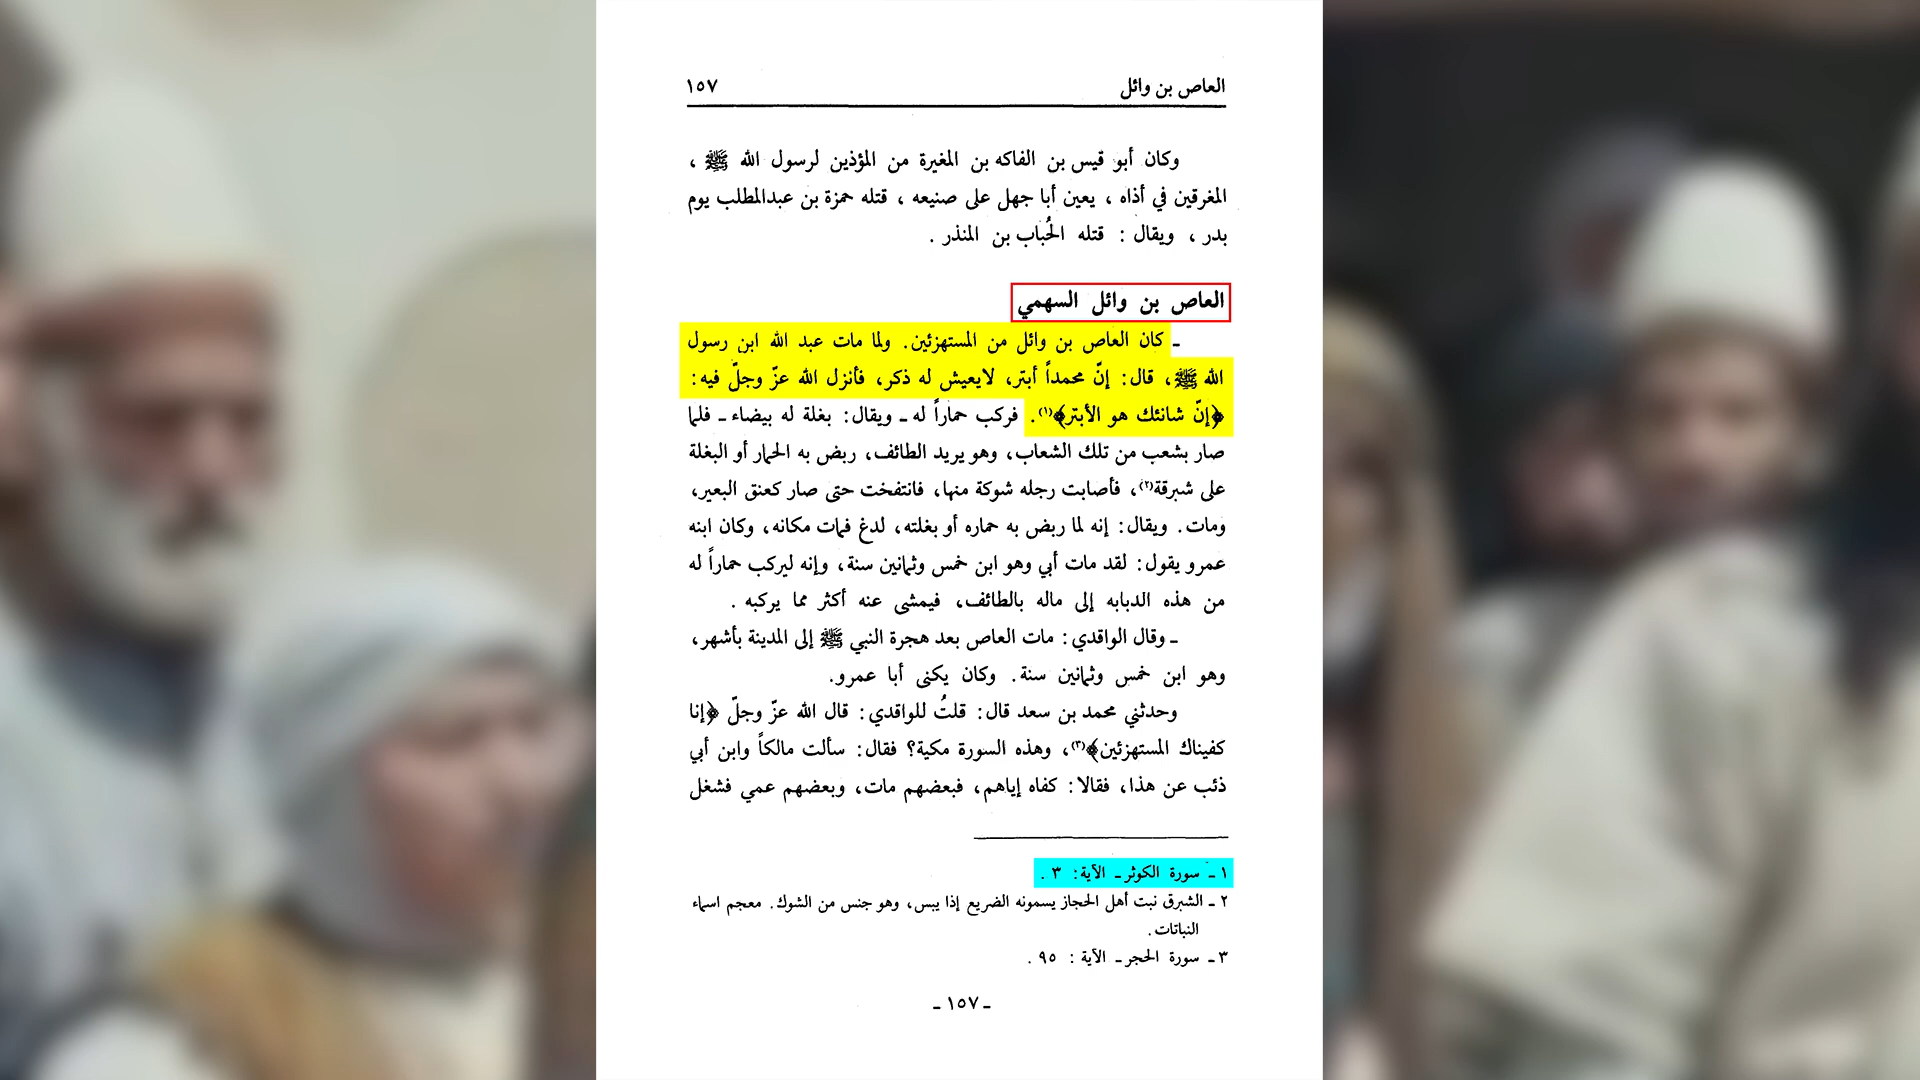 العاص بن وائل ١٥٧
وكان أبو قيس بن الفاكه بن المغيرة من المؤذين لرسول الله ﷺ ،
المغرقين في أذاه ، يعين أبا جهل على صنيعه ، قتله حمزة بن عبدالمطلب يوم
بدر ، ويقال : قتله الحُباب بن المنذر .
العاص بن وائل السهمي
ـ كان العاص بن وائل من المستهزئين. ولما مات عبد الله ابن رسول
الله ﷺ، قال: إنّ محمداً أبتر، لايعيش له ذكر، فأنزل الله عزّ وجلّ فيه:
﴿إنّ شانئك هو الأبتر﴾(١). فركب حماراً له ـ ويقال: بغلة له بيضاء ـ فلما
صار بشعب من تلك الشعاب، وهو يريد الطائف، ربض به الحمار أو البغلة
على شبرقة(٢)، فأصابت رجله شوكة منها، فانتفخت حتى صار كعنق البعير،
ومات. ويقال: إنه لما ربض به حماره أو بغلته، لدغ فمات مكانه، وكان ابنه
عمرو يقول: لقد مات أبي وهو ابن خمس وثمانين سنة، وإنه ليركب حماراً له
من هذه الدبابه إلى ماله بالطائف، فيمشى عنه أكثر مما يركبه .
ـ وقال الواقدي: مات العاص بعد هجرة النبي ﷺ إلى المدينة بأشهر،
وهو ابن خمس وثمانين سنة. وكان يكنى أبا عمرو.
وحدثني محمد بن سعد قال: قلتُ للواقدي: قال الله عزّ وجلّ ﴿إنا
كفيناك المستهزئين﴾(٣)، وهذه السورة مكية؟ فقال: سألت مالكاً وابن أبي
ذئب عن هذا، فقالا: كفاه إياهم، فبعضهم مات، وبعضهم عمي فشغل
١ ـ سورة الكوثر ـ الآية: ٣ .
٢ ـ الشبرق نبت أهل الحجاز يسمونه الضريع إذا يبس، وهو جنس من الشوك. معجم اسماء
النباتات.
٣ ـ سورة الحجر ـ الآية : ٩٥ .
ـ ١٥٧ ـ